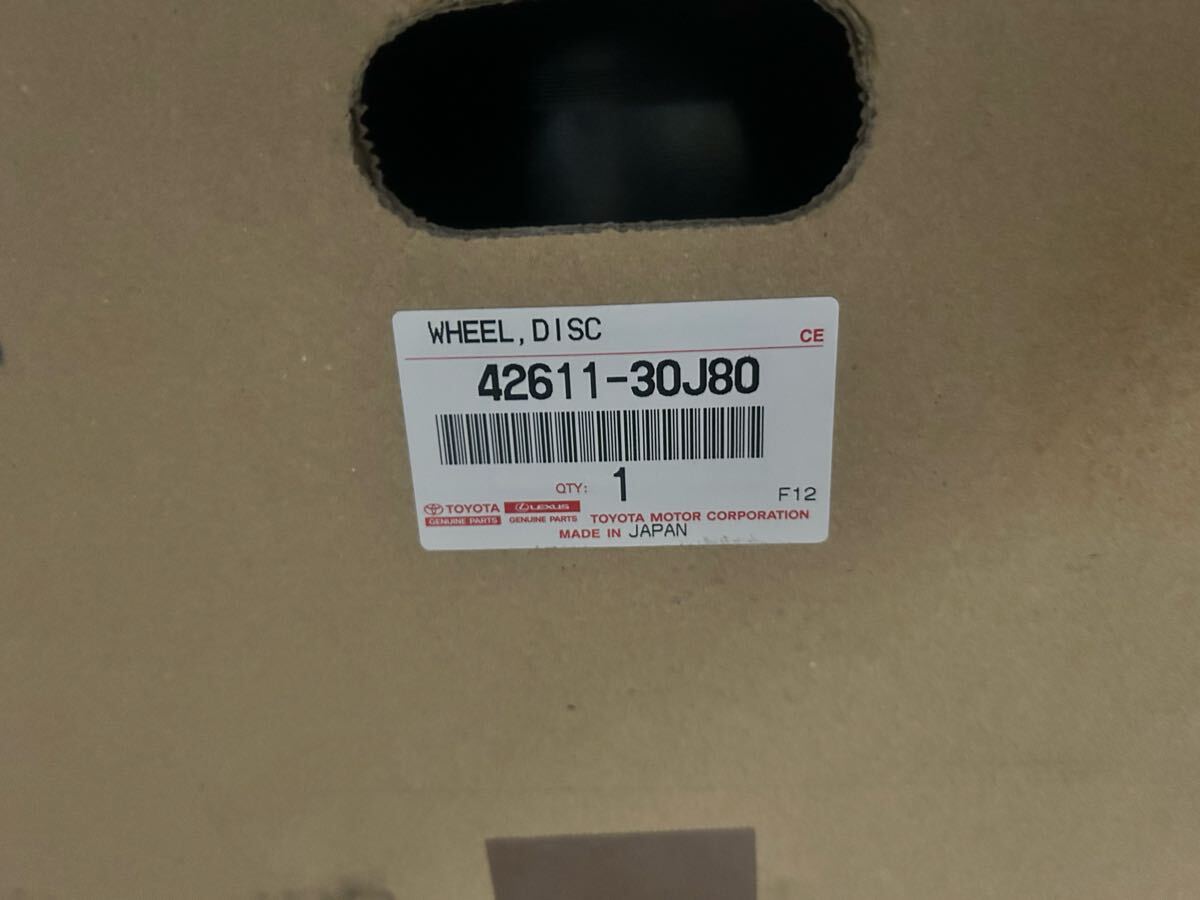 WHEEL,DISC
CE
42611-30J80
QTY: 1
F12
TOYOTA LEXUS
GENUINE PARTS GENUINE PARTS TOYOTA MOTOR CORPORATION
MADE IN JAPAN